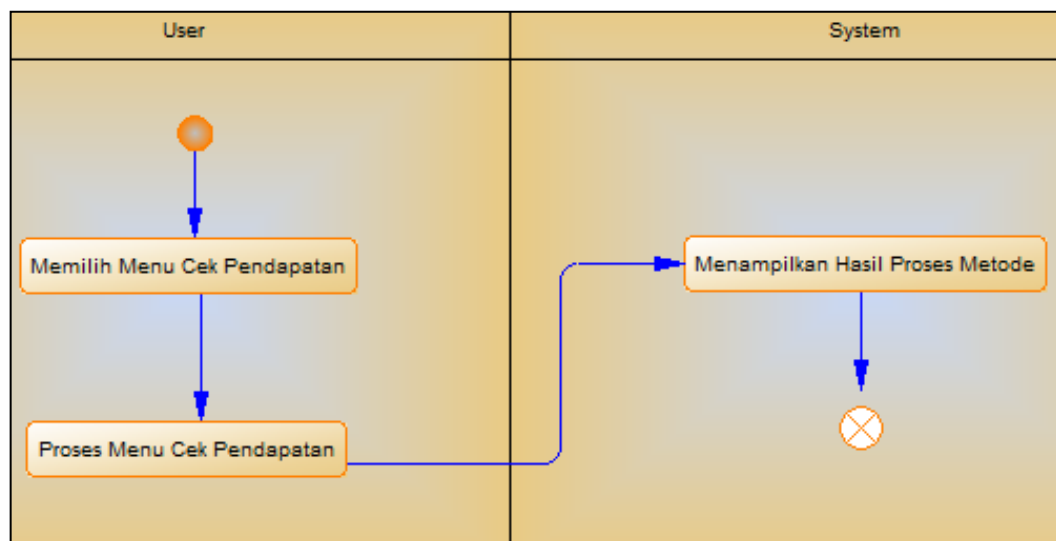 User
System
Memilih Menu Cek Pendapatan
Menampilkan Hasil Proses Metode
Proses Menu Cek Pendapatan